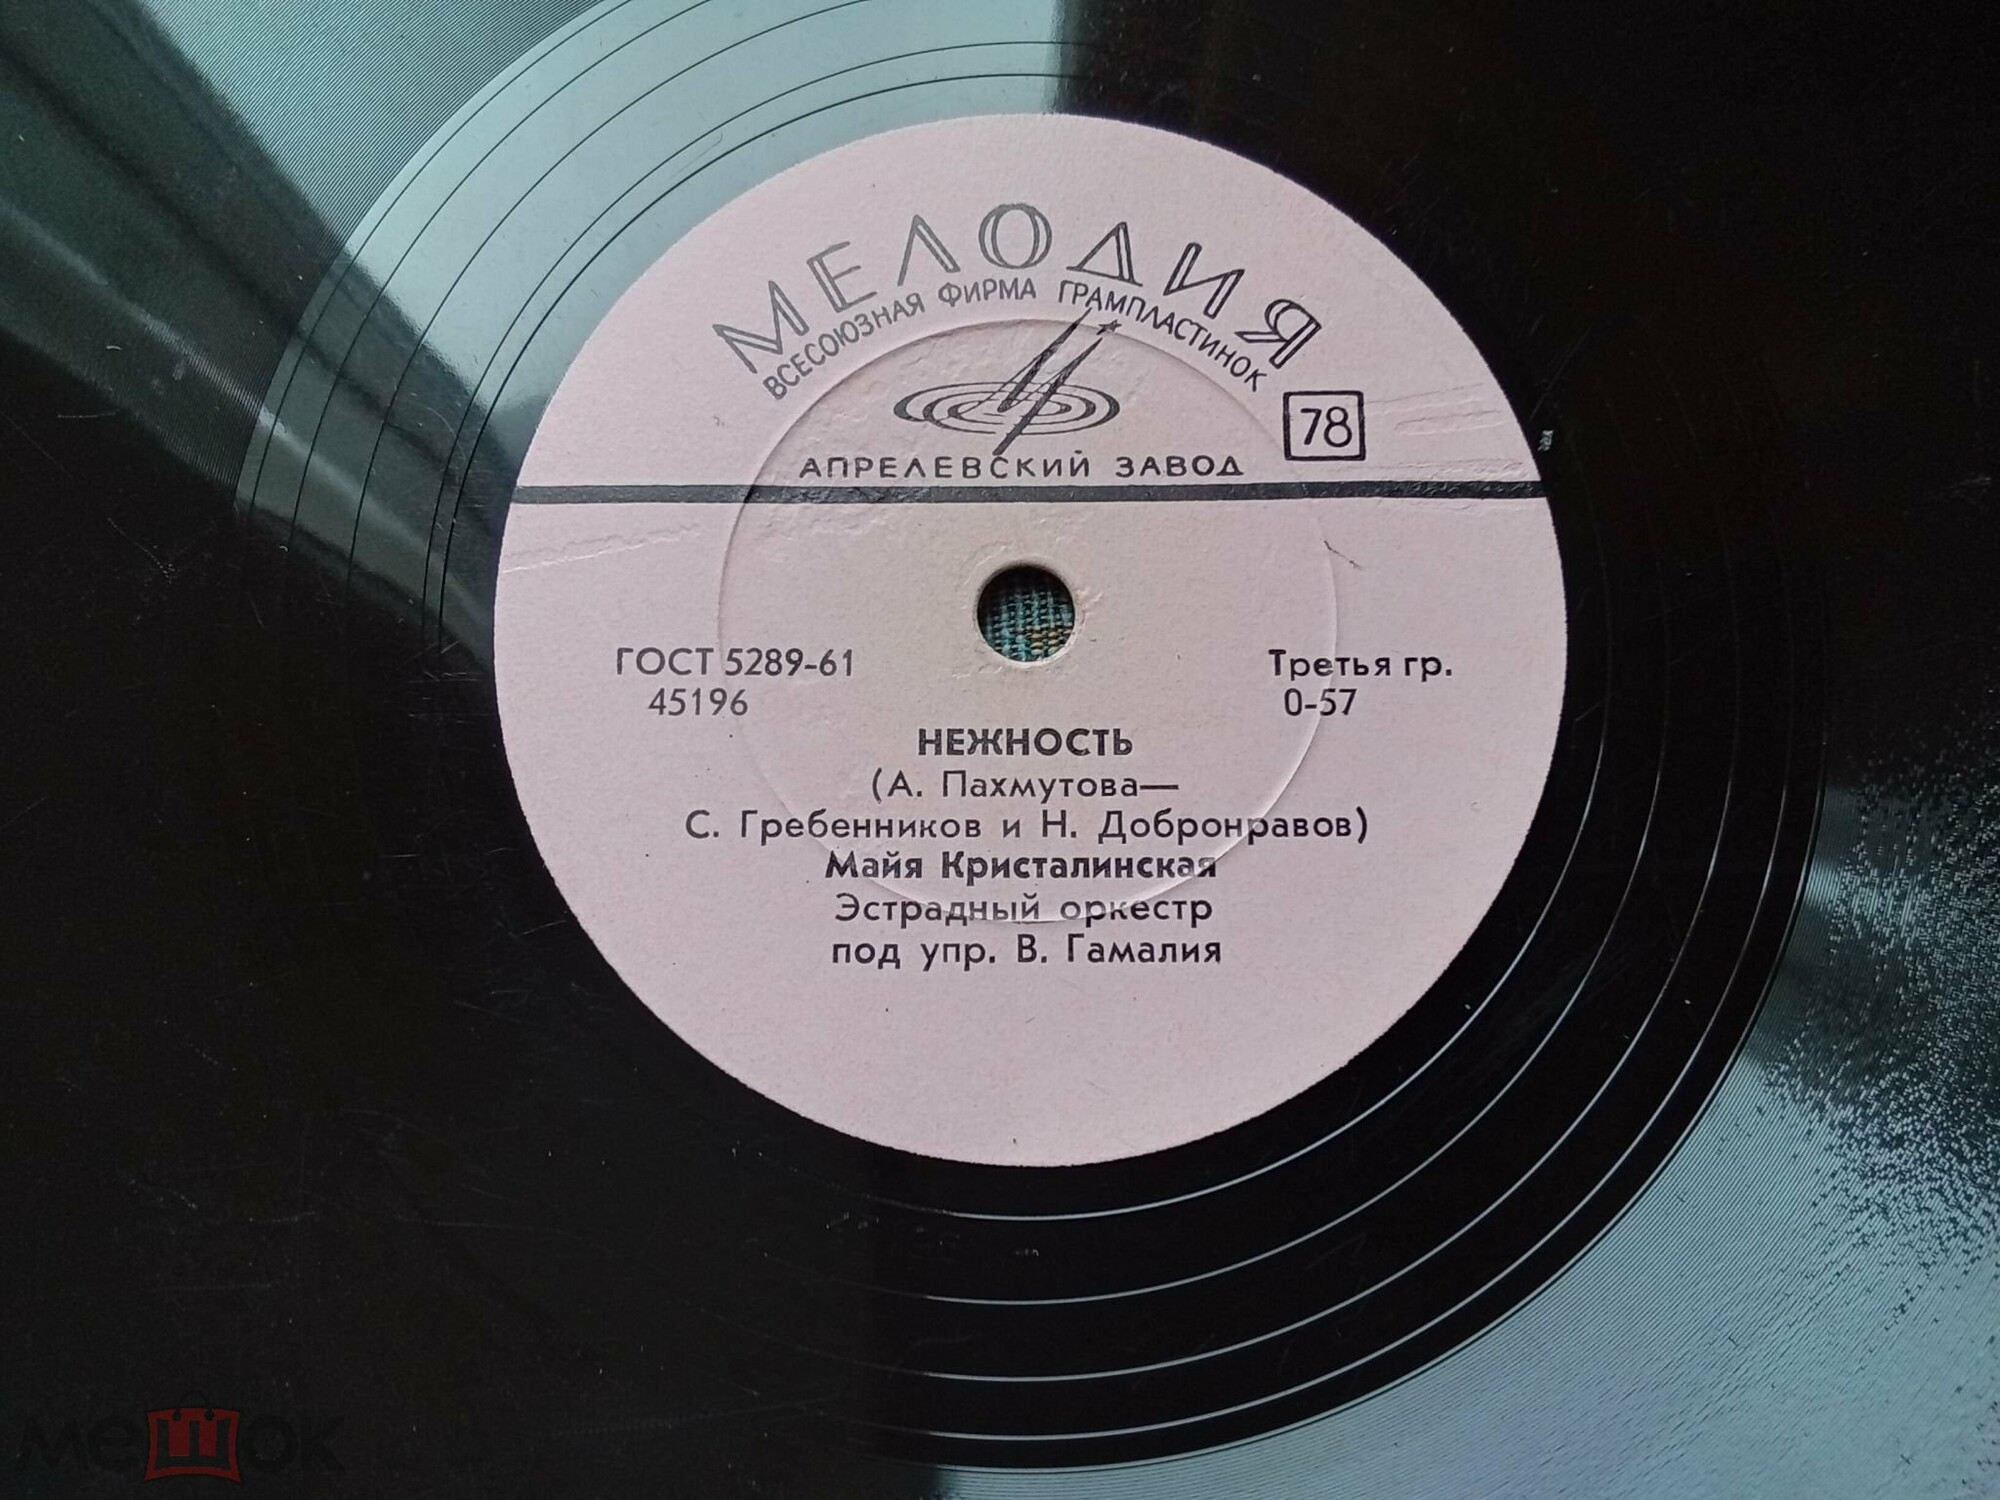 МЕЛОДИЯ
ВСЕСОЮЗНАЯ ФИРМА ГРАМПЛАСТИНОК
78
АПРЕЛЕВСКИЙ ЗАВОД
ГОСТ 5289-61
45196
Третья гр.
0-57
НЕЖНОСТЬ
(А. Пахмутова—
С. Гребенников и Н. Добронравов)
Майя Кристалинская
Эстрадный оркестр
под упр. В. Гамалия
мешок